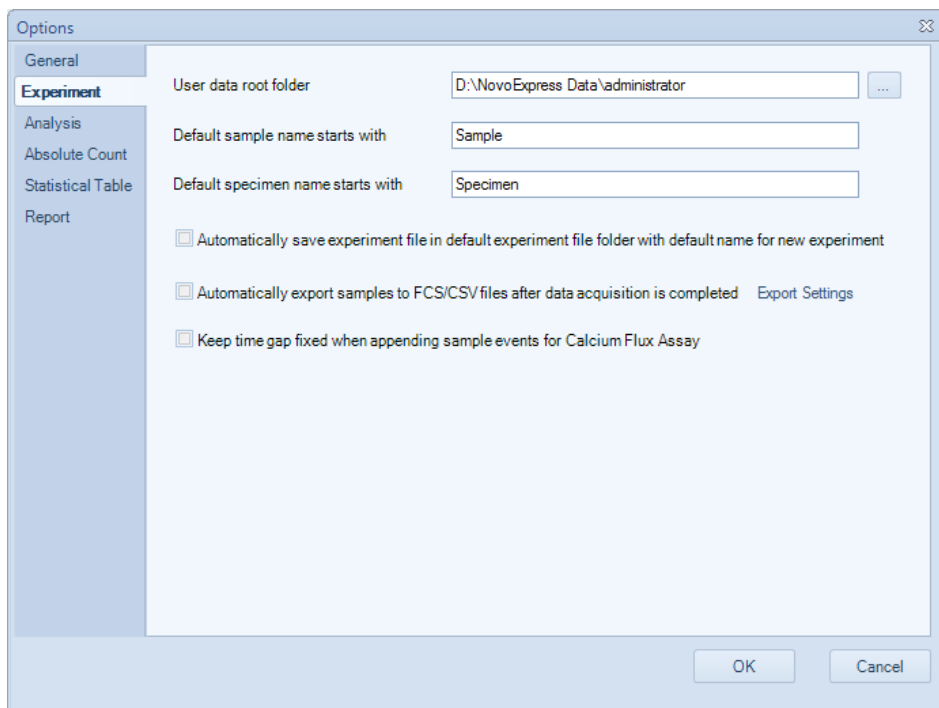 Options
General
Experiment
Analysis
Absolute Count
Statistical Table
Report
User data root folder
D:\NovoExpress Data\administrator
...
Default sample name starts with
Sample
Default specimen name starts with
Specimen
Automatically save experiment file in default experiment file folder with default name for new experiment
Automatically export samples to FCS/CSV files after data acquisition is completed Export Settings
Keep time gap fixed when appending sample events for Calcium Flux Assay
OK
Cancel